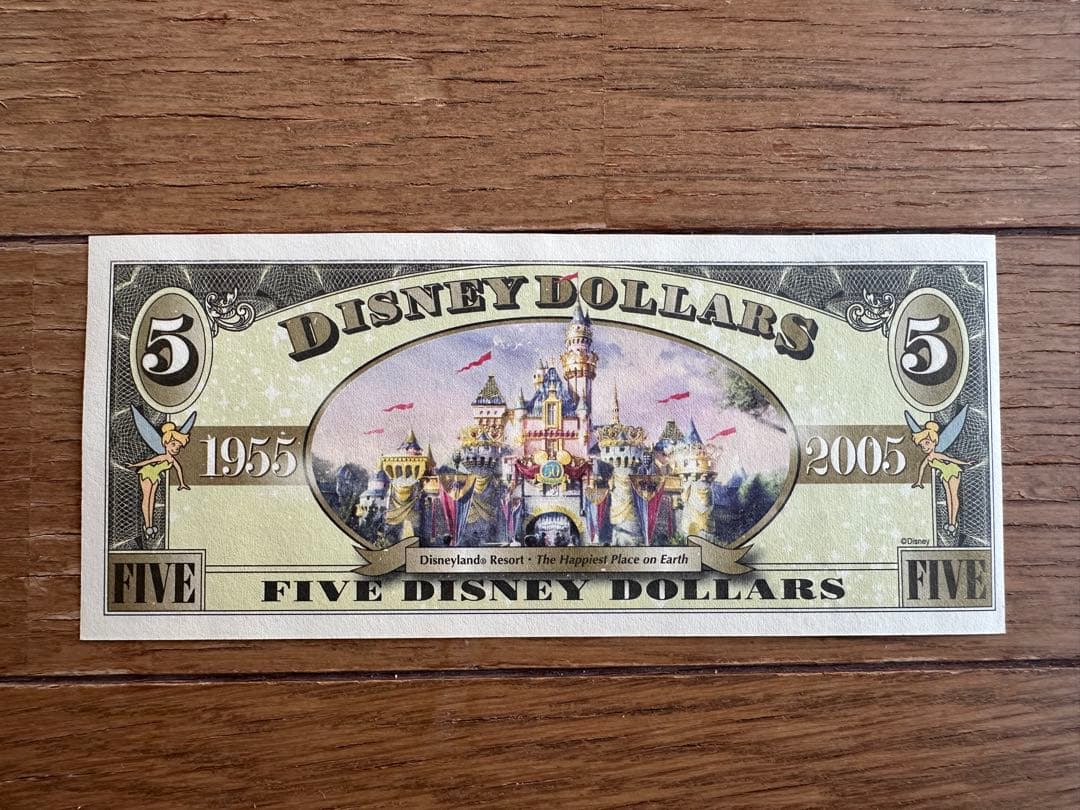 DISNEY DOLLARS
5 5
1955 2005
50
©Disney
Disneyland® Resort • The Happiest Place on Earth
FIVE FIVE
FIVE DISNEY DOLLARS